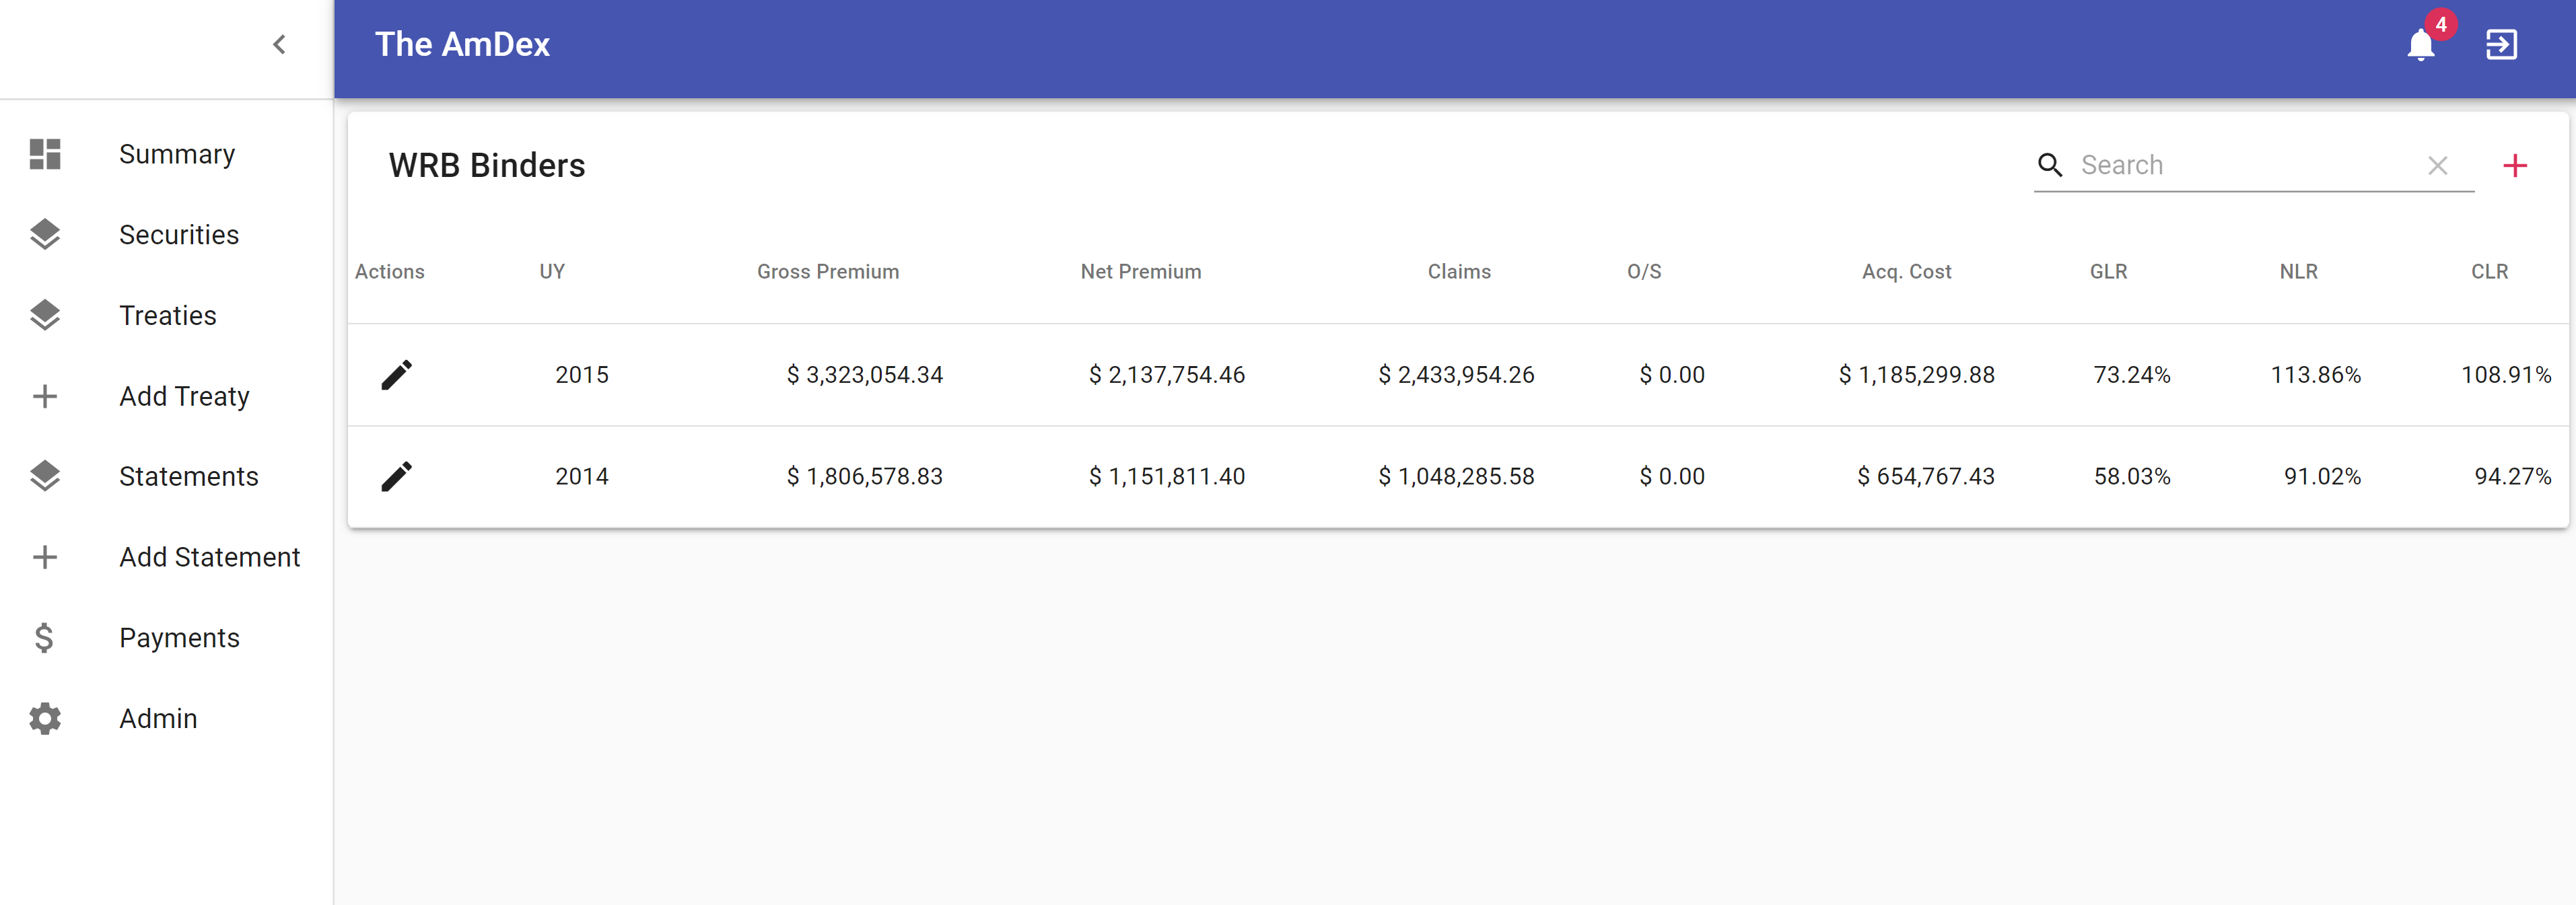 The AmDex
4
Summary
Securities
Treaties
Add Treaty
Statements
Add Statement
Payments
Admin
WRB Binders
Search
Actions UY Gross Premium Net Premium Claims O/S Acq. Cost GLR NLR CLR
2015 $ 3,323,054.34 $ 2,137,754.46 $ 2,433,954.26 $ 0.00 $ 1,185,299.88 73.24% 113.86% 108.91%
2014 $ 1,806,578.83 $ 1,151,811.40 $ 1,048,285.58 $ 0.00 $ 654,767.43 58.03% 91.02% 94.27%